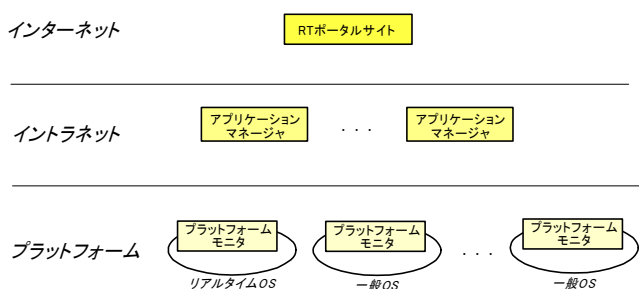 インターネット
RTポータルサイト
イントラネット
アプリケーション
マネージャ
. . .
アプリケーション
マネージャ
プラットフォーム
プラットフォーム
モニタ
リアルタイムOS
プラットフォーム
モニタ
一般OS
. . .
プラットフォーム
モニタ
一般OS